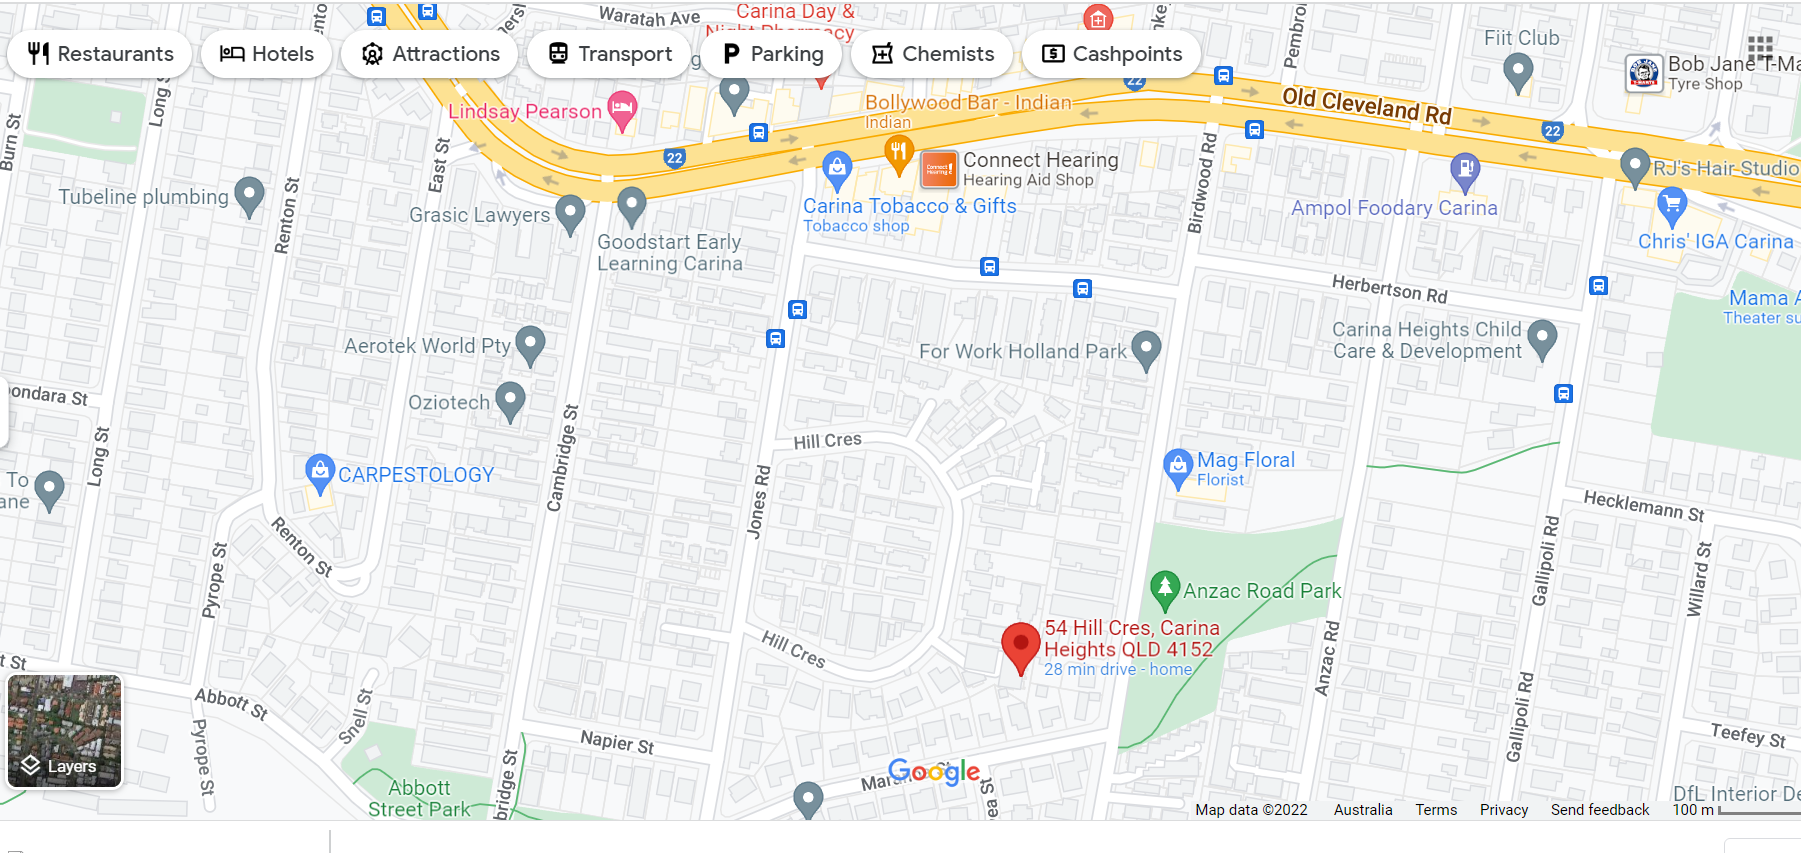 Waratah Ave
Carina Day &
Night Pharmacy
Restaurants
Hotels
Attractions
Transport
Parking
Chemists
Cashpoints
Fiit Club
Bob Jane T-Ma
Tyre Shop
Long S
Burn St
Lindsay Pearson
Bollywood Bar - Indian
Indian
22
Old Cleveland Rd
22
22
Connect Hearing
Hearing Aid Shop
RJ's Hair Studio
East St
Tubeline plumbing
Renton St
Grasic Lawyers
Carina Tobacco & Gifts
Tobacco shop
Birdwood Rd
Ampol Foodary Carina
Chris' IGA Carina
Goodstart Early
Learning Carina
Herbertson Rd
Mama A
Theater su
Aerotek World Pty
For Work Holland Park
Carina Heights Child
Care & Development
ondara St
Oziotech
Cambridge St
Hill Cres
Long St
CARPESTOLOGY
Jones Rd
Mag Floral
Florist
To
ane
Hecklemann St
Renton St
Pyrope St
Gallipoli Rd
Willard St
Anzac Road Park
54 Hill Cres, Carina
Heights QLD 4152
28 min drive - home
Hill Cres
Anzac Rd
t St
Abbott St
Snell St
Gallipoli Rd
Pyrope St
Napier St
Teefey St
Layers
bridge St
Google
Abbott
Street Park
DfL Interior De
Map data ©2022
Australia
Terms
Privacy
Send feedback
100 m